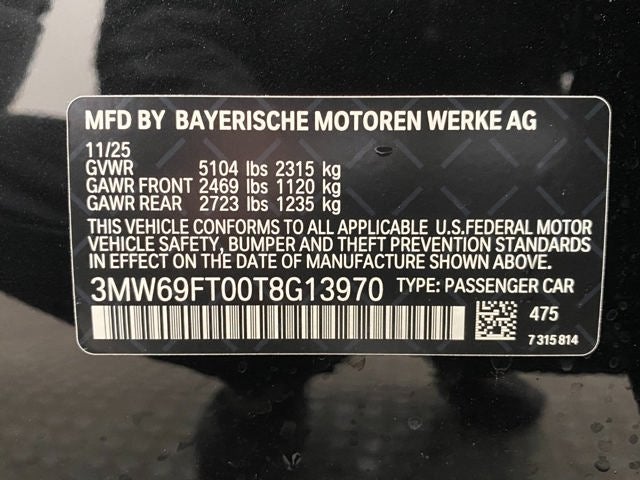 MFD BY BAYERISCHE MOTOREN WERKE AG
11/25
GVWR 5104 lbs 2315 kg
GAWR FRONT 2469 lbs 1120 kg
GAWR REAR 2723 lbs 1235 kg
THIS VEHICLE CONFORMS TO ALL APPLICABLE U.S.FEDERAL MOTOR
VEHICLE SAFETY, BUMPER AND THEFT PREVENTION STANDARDS
IN EFFECT ON THE DATE OF MANUFACTURE SHOWN ABOVE.
3MW69FT00T8G13970 TYPE: PASSENGER CAR
475
7 315 814